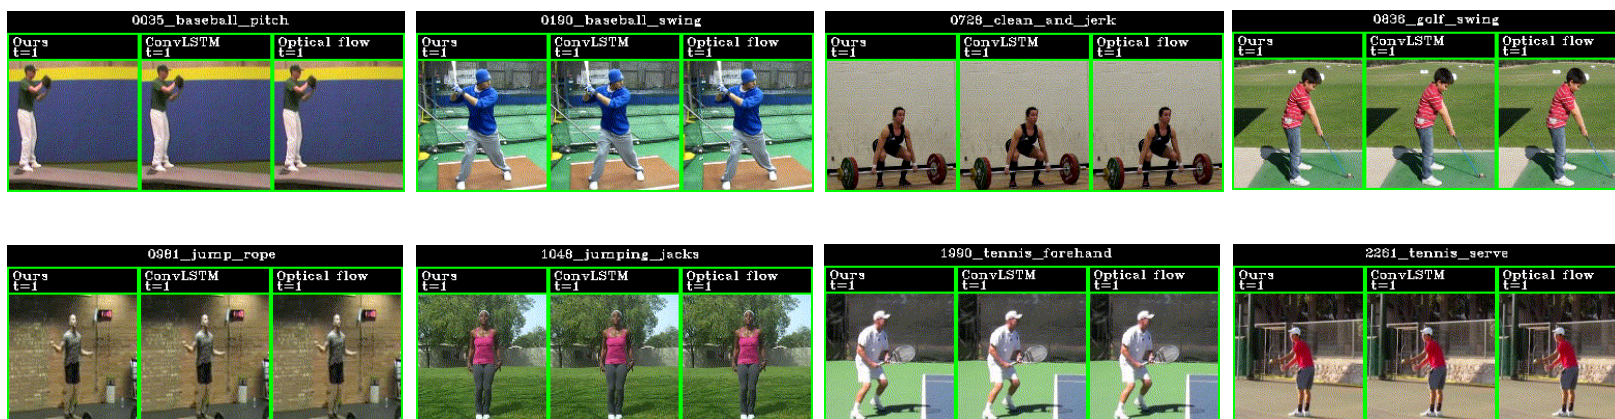 0035_baseball_pitch
Ours ConvLSTM Optical flow
t=1 t=1 t=1
0190_baseball_swing
Ours ConvLSTM Optical flow
t=1 t=1 t=1
0728_clean_and_jerk
Ours ConvLSTM Optical flow
t=1 t=1 t=1
0836_golf_swing
Ours ConvLSTM Optical flow
t=1 t=1 t=1
0981_jump_rope
Ours ConvLSTM Optical flow
t=1 t=1 t=1
1048_jumping_jacks
Ours ConvLSTM Optical flow
t=1 t=1 t=1
1990_tennis_forehand
Ours ConvLSTM Optical flow
t=1 t=1 t=1
2261_tennis_serve
Ours ConvLSTM Optical flow
t=1 t=1 t=1